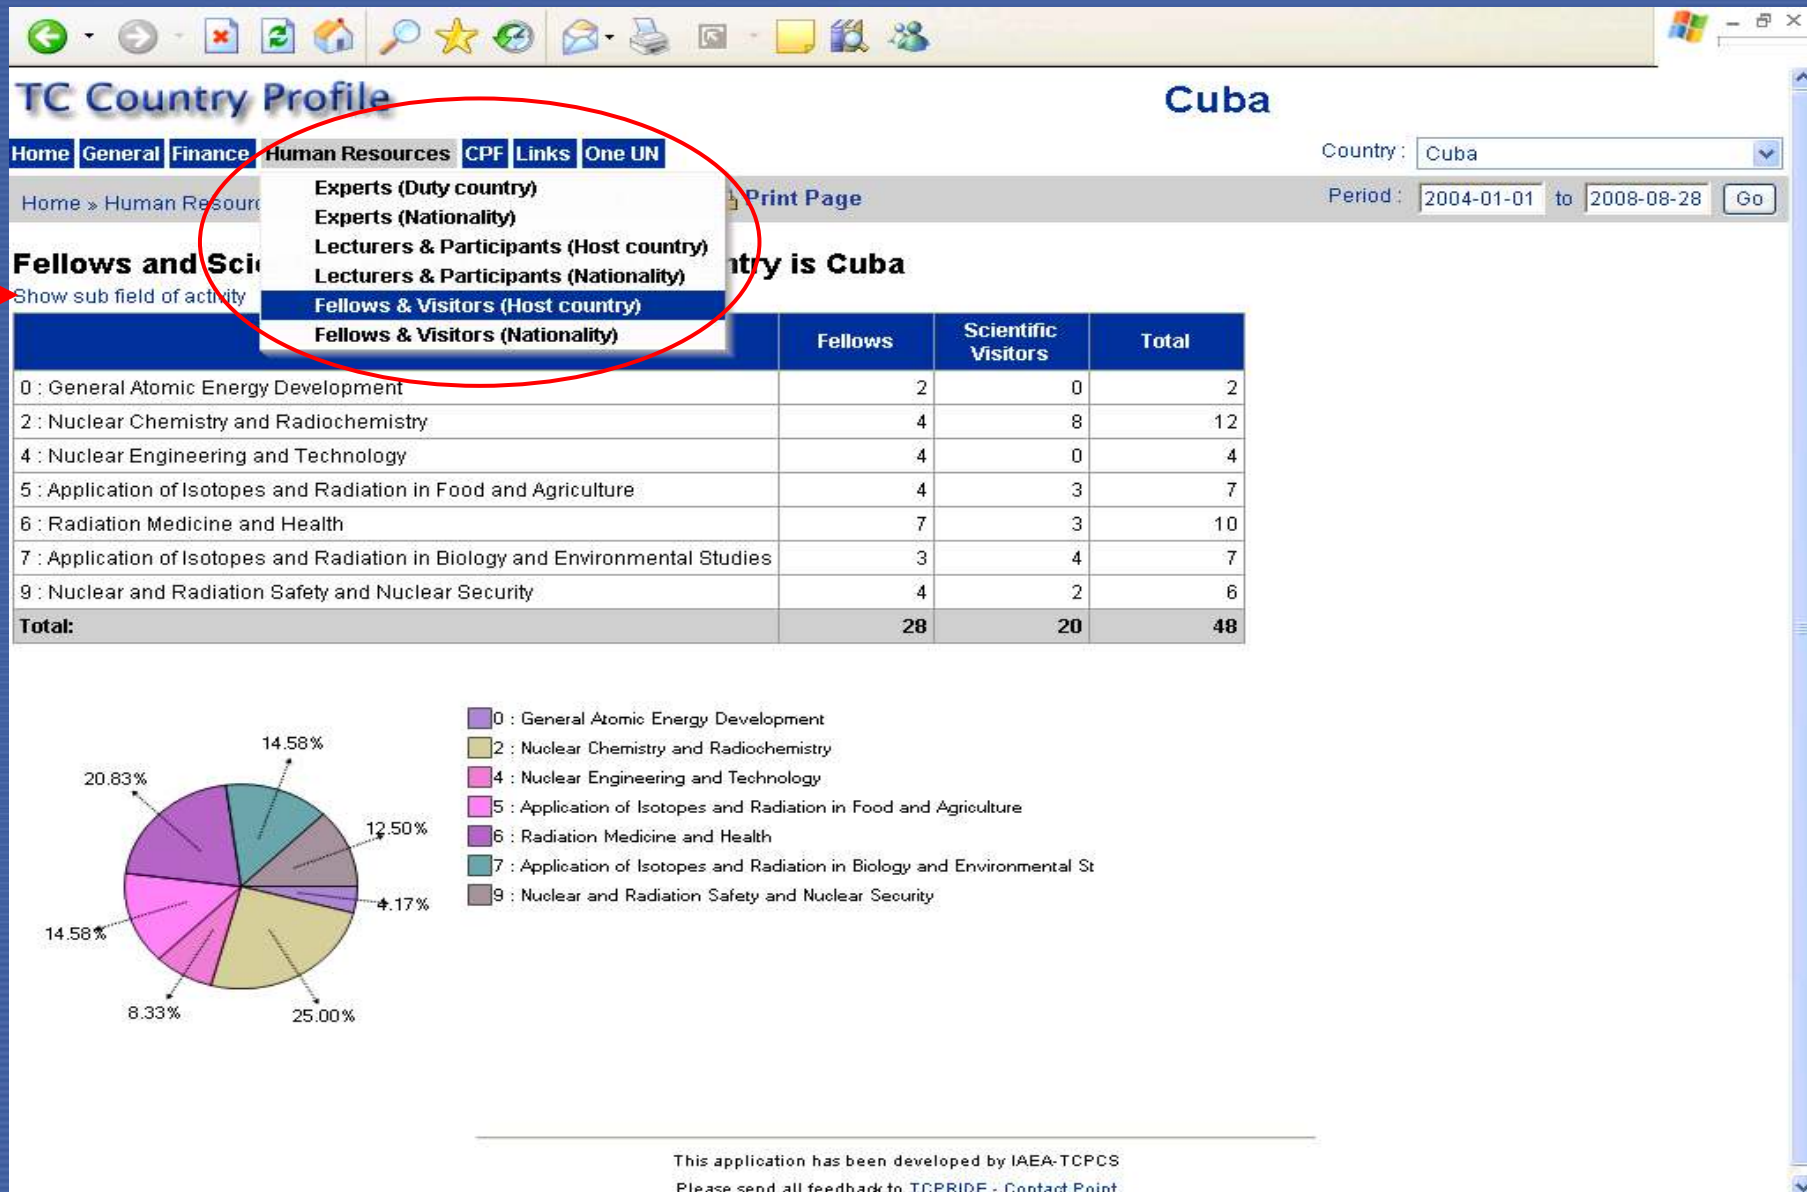 TC Country Profile
Cuba
Home General Finance Human Resources CPF Links One UN
Country : Cuba
Home » Human Resourc
Print Page
Period : 2004-01-01 to 2008-08-28 Go
Experts (Duty country)
Experts (Nationality)
Lecturers & Participants (Host country)
Lecturers & Participants (Nationality)
Fellows & Visitors (Host country)
Fellows & Visitors (Nationality)
Fellows and Sci ntry is Cuba
Show sub field of activity
Fellows Scientific Visitors Total
0 : General Atomic Energy Development 2 0 2
2 : Nuclear Chemistry and Radiochemistry 4 8 12
4 : Nuclear Engineering and Technology 4 0 4
5 : Application of Isotopes and Radiation in Food and Agriculture 4 3 7
6 : Radiation Medicine and Health 7 3 10
7 : Application of Isotopes and Radiation in Biology and Environmental Studies 3 4 7
9 : Nuclear and Radiation Safety and Nuclear Security 4 2 6
Total: 28 20 48
14.58%
20.83%
12.50%
4.17%
14.58%
8.33%
25.00%
0 : General Atomic Energy Development
2 : Nuclear Chemistry and Radiochemistry
4 : Nuclear Engineering and Technology
5 : Application of Isotopes and Radiation in Food and Agriculture
6 : Radiation Medicine and Health
7 : Application of Isotopes and Radiation in Biology and Environmental St
9 : Nuclear and Radiation Safety and Nuclear Security
This application has been developed by IAEA-TCPCS
Please send all feedback to TCPRIDE - Contact Point